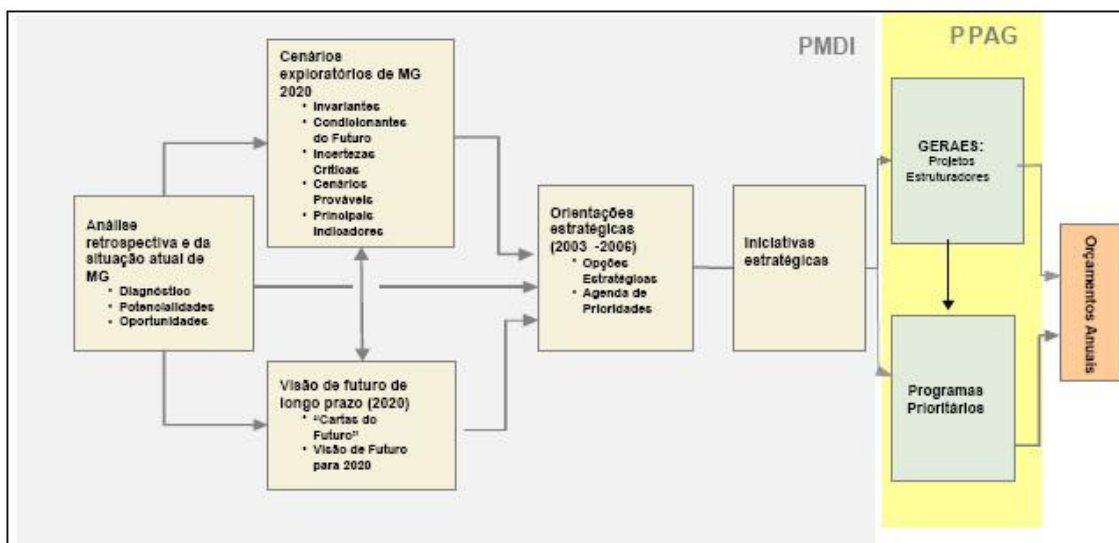 PMDI
PPAG
Cenários
exploratórios de MG
2020
• Invariantes
• Condicionantes
do Futuro
• Incertezas
Críticas
• Cenários
Prováveis
• Principais
Indicadores
Análise
retrospectiva e da
situação atual de
MG
• Diagnóstico
• Potencialidades
• Oportunidades
Visão de futuro de
longo prazo (2020)
• “Cartas do
Futuro”
• Visão de Futuro
para 2020
Orientações
estratégicas
(2003 -2006)
• Opções
Estratégicas
• Agenda de
Prioridades
Iniciativas
estratégicas
GERAES:
Projetos
Estruturadores
Programas
Prioritários
Orçamentos Anuais